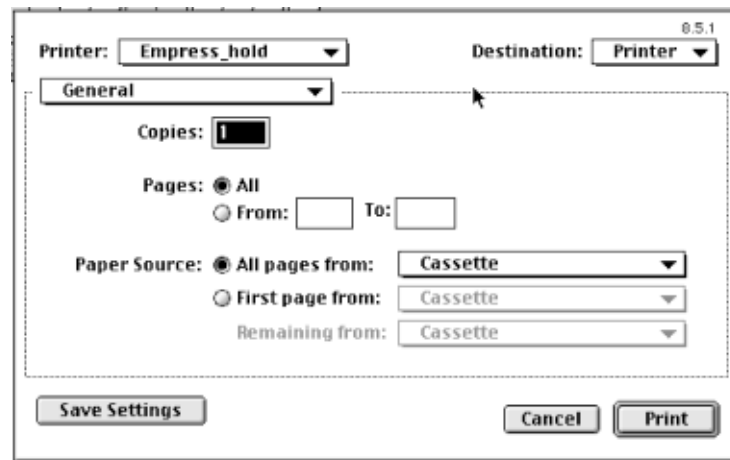 8.5.1
Printer: Empress_hold Destination: Printer
General
Copies: 1
Pages: All
From: To:
Paper Source: All pages from: Cassette
First page from: Cassette
Remaining from: Cassette
Save Settings Cancel Print